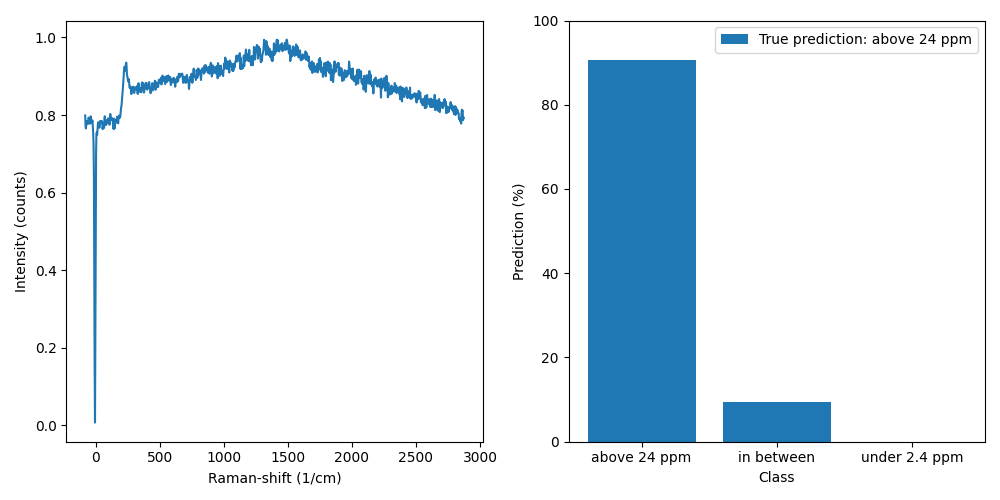 1.0
0.8
0.6
0.4
0.2
0.0
Intensity (counts)
0
500
1000
1500
2000
2500
3000
Raman-shift (1/cm)
100
80
60
40
20
0
Prediction (%)
True prediction: above 24 ppm
above 24 ppm
in between
under 2.4 ppm
Class